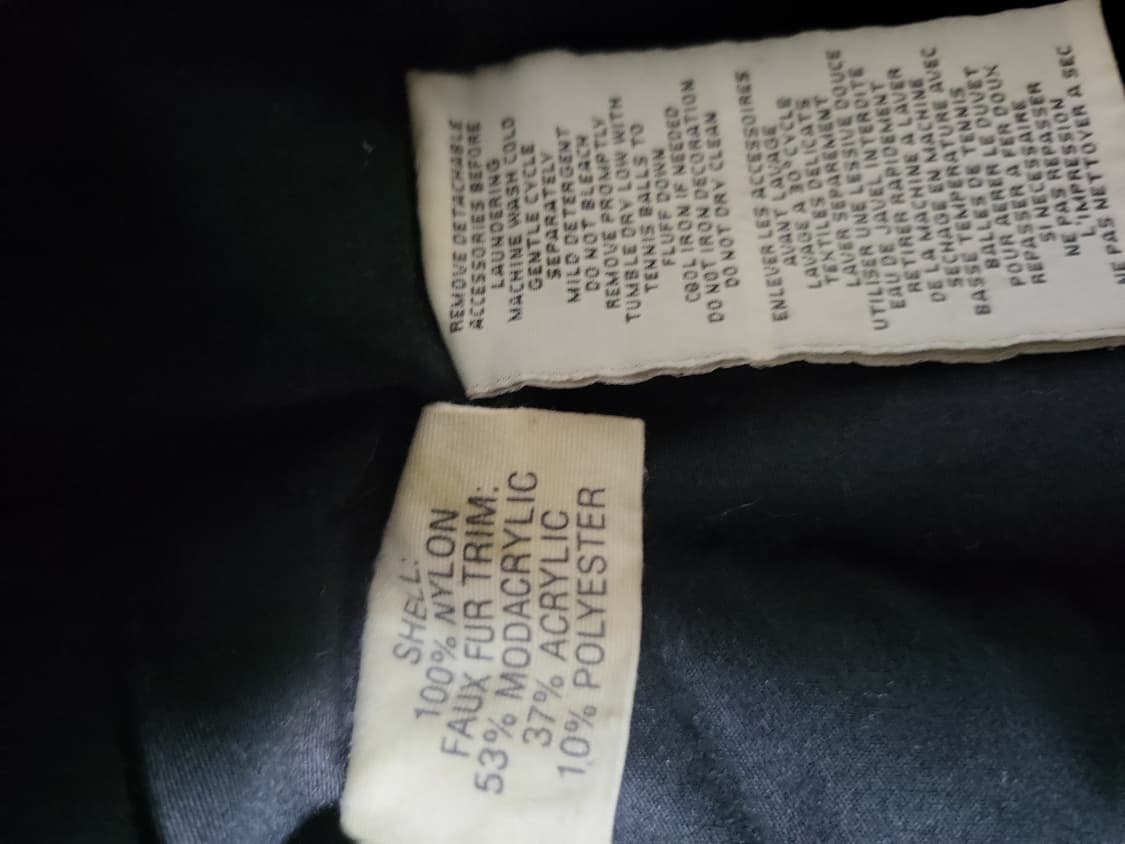 REMOVE DETACHABLE
ACCESSORIES BEFORE
LAUNDERING
MACHINE WASH COLD
GENTLE CYCLE
SEPARATELY
MILD DETERGENT
DO NOT BLEACH
REMOVE PROMPTLY
TUMBLE DRY LOW WITH
TENNIS BALLS TO
FLUFF DOWN
COOL IRON IF NEEDED
DO NOT IRON DECORATION
DO NOT DRY CLEAN
ENLEVER LES ACCESSOIRES
AVANT LAVAGE
LAVAGE A 30° CYCLE
TEXTILES DELICATS
LAVER SEPAREMENT
UTILISER UNE LESSIVE DOUCE
EAU DE JAVEL INTERDITE
RETIRER RAPIDEMENT
DE LA MACHINE A LAVER
SECHAGE EN MACHINE
BASSE TEMPERATURE AVEC
BALLES DE TENNIS
POUR AERER LE DUVET
REPASSER A FER DOUX
SI NECESSAIRE
NE PAS REPASSER
L'IMPRESSION
NE PAS NETTOYER A SEC
SHELL:
100% NYLON
FAUX FUR TRIM:
53% MODACRYLIC
37% ACRYLIC
10% POLYESTER